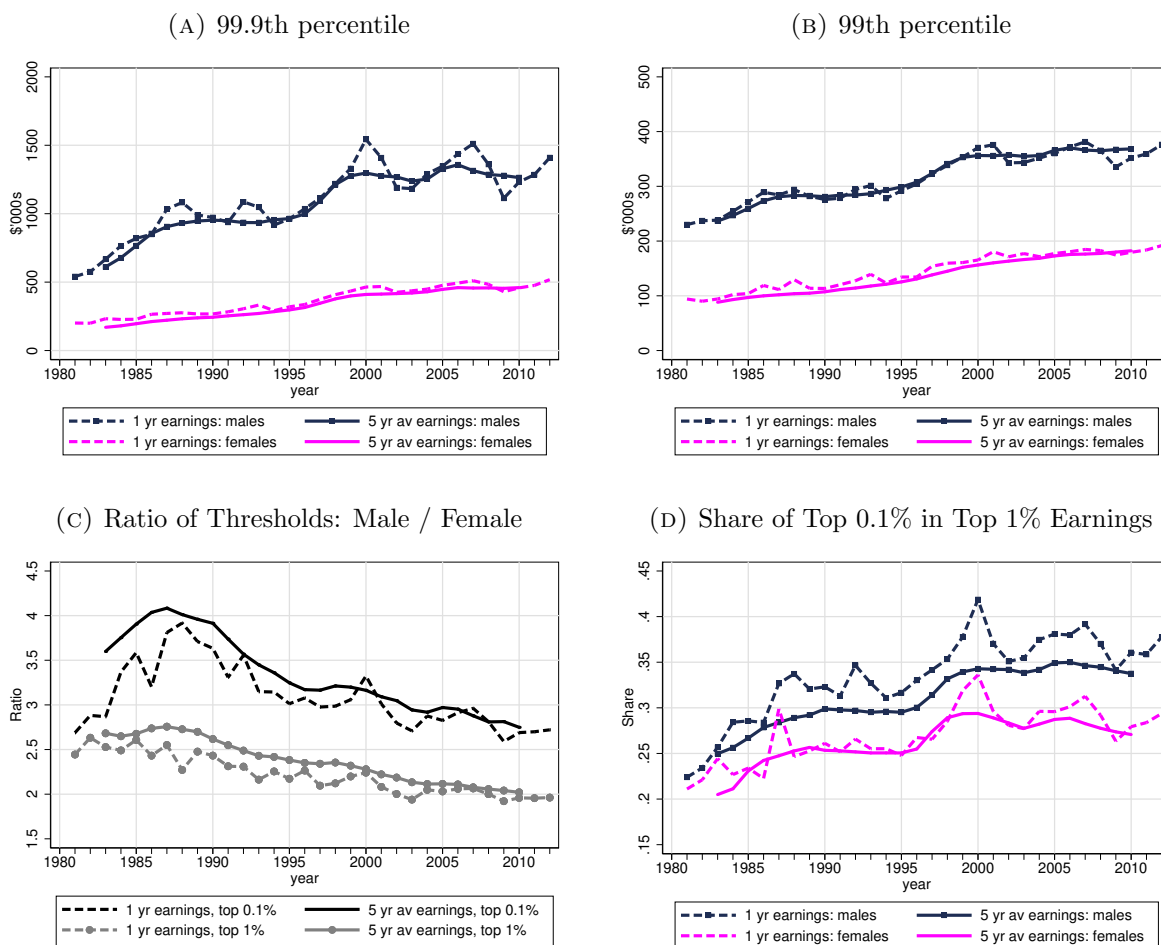 (A) 99.9th percentile
$'000s
0 500 1000 1500 2000
1980 1985 1990 1995 2000 2005 2010
year
1 yr earnings: males 5 yr av earnings: males
1 yr earnings: females 5 yr av earnings: females
(B) 99th percentile
$'000s
0 100 200 300 400 500
1980 1985 1990 1995 2000 2005 2010
year
1 yr earnings: males 5 yr av earnings: males
1 yr earnings: females 5 yr av earnings: females
(C) Ratio of Thresholds: Male / Female
Ratio
1.5 2 2.5 3 3.5 4 4.5
1980 1985 1990 1995 2000 2005 2010
year
1 yr earnings, top 0.1% 5 yr av earnings, top 0.1%
1 yr earnings, top 1% 5 yr av earnings, top 1%
(D) Share of Top 0.1% in Top 1% Earnings
Share
.15 .2 .25 .3 .35 .4 .45
1980 1985 1990 1995 2000 2005 2010
year
1 yr earnings: males 5 yr av earnings: males
1 yr earnings: females 5 yr av earnings: females